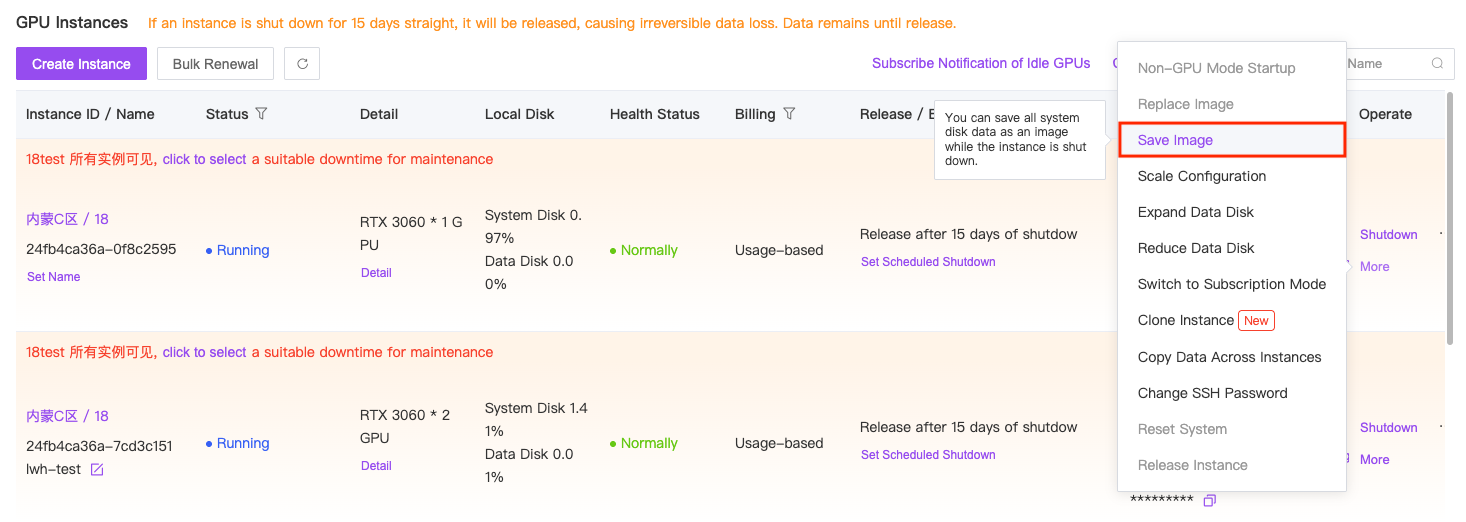 GPU Instances If an instance is shut down for 15 days straight, it will be released, causing irreversible data loss. Data remains until release.
Create Instance Bulk Renewal Subscribe Notification of Idle GPUs Name
Instance ID / Name Status Detail Local Disk Health Status Billing Release / Operate
18test 所有实例可见, click to select a suitable downtime for maintenance
内蒙C区 / 18
24fb4ca36a-0f8c2595
Set Name
Running
RTX 3060 * 1 G
PU
Detail
System Disk 0.
97%
Data Disk 0.0
0%
Normally
Usage-based
Release after 15 days of shutdow
Set Scheduled Shutdown
Shutdown
More
18test 所有实例可见, click to select a suitable downtime for maintenance
内蒙C区 / 18
24fb4ca36a-7cd3c151
lwh-test
Running
RTX 3060 * 2
GPU
Detail
System Disk 1.4
1%
Data Disk 0.0
1%
Normally
Usage-based
Release after 15 days of shutdow
Set Scheduled Shutdown
*********
Shutdown
More
You can save all system
disk data as an image
while the instance is shut
down.
Non-GPU Mode Startup
Replace Image
Save Image
Scale Configuration
Expand Data Disk
Reduce Data Disk
Switch to Subscription Mode
Clone Instance New
Copy Data Across Instances
Change SSH Password
Reset System
Release Instance